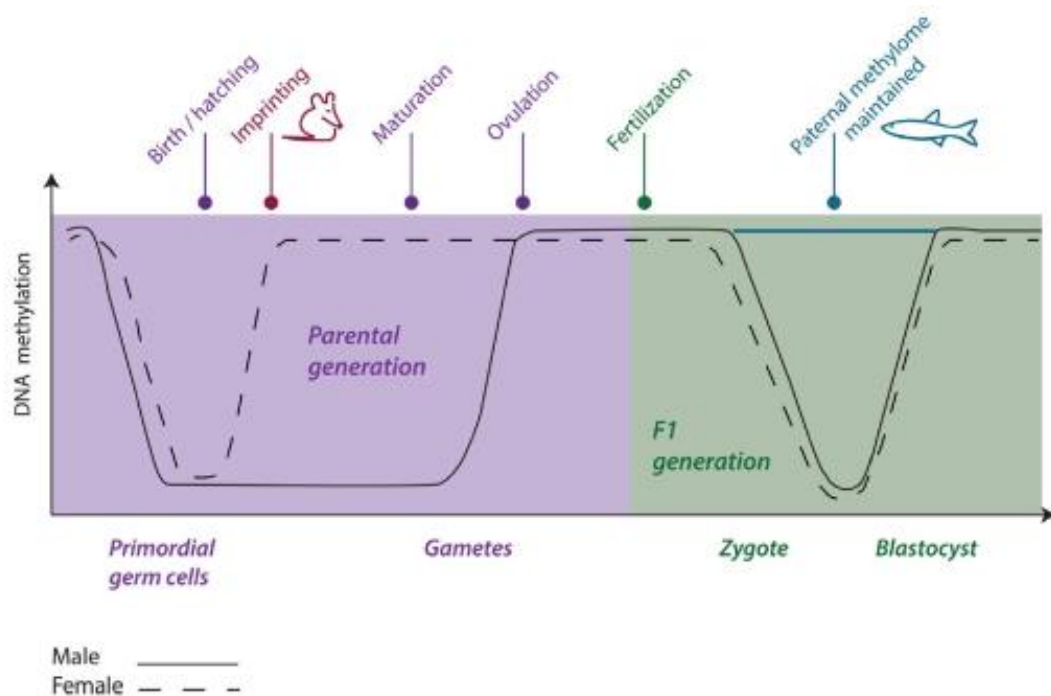 Birth / hatching
Imprinting
Maturation
Ovulation
Fertilization
Paternal methylome
maintained
DNA methylation
Parental
generation
F1
generation
Primordial
germ cells
Gametes
Zygote
Blastocyst
Male
Female